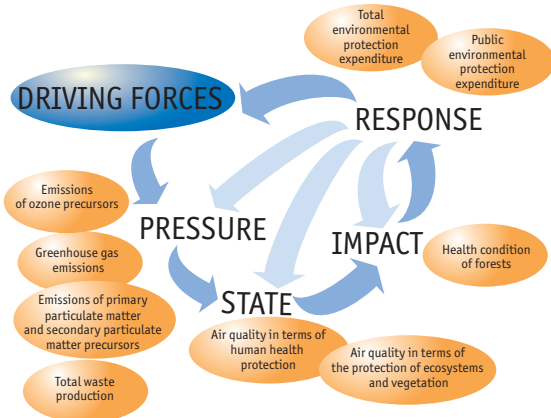 Total
environmental
protection
expenditure
Public
environmental
protection
expenditure
DRIVING FORCES
RESPONSE
Emissions
of ozone precursors
PRESSURE
IMPACT
Greenhouse gas
emissions
Health condition
of forests
Emissions of primary
particulate matter
and secondary particulate
matter precursors
STATE
Air quality in terms of
human health
protection
Air quality in terms of
the protection of ecosystems
and vegetation
Total waste
production